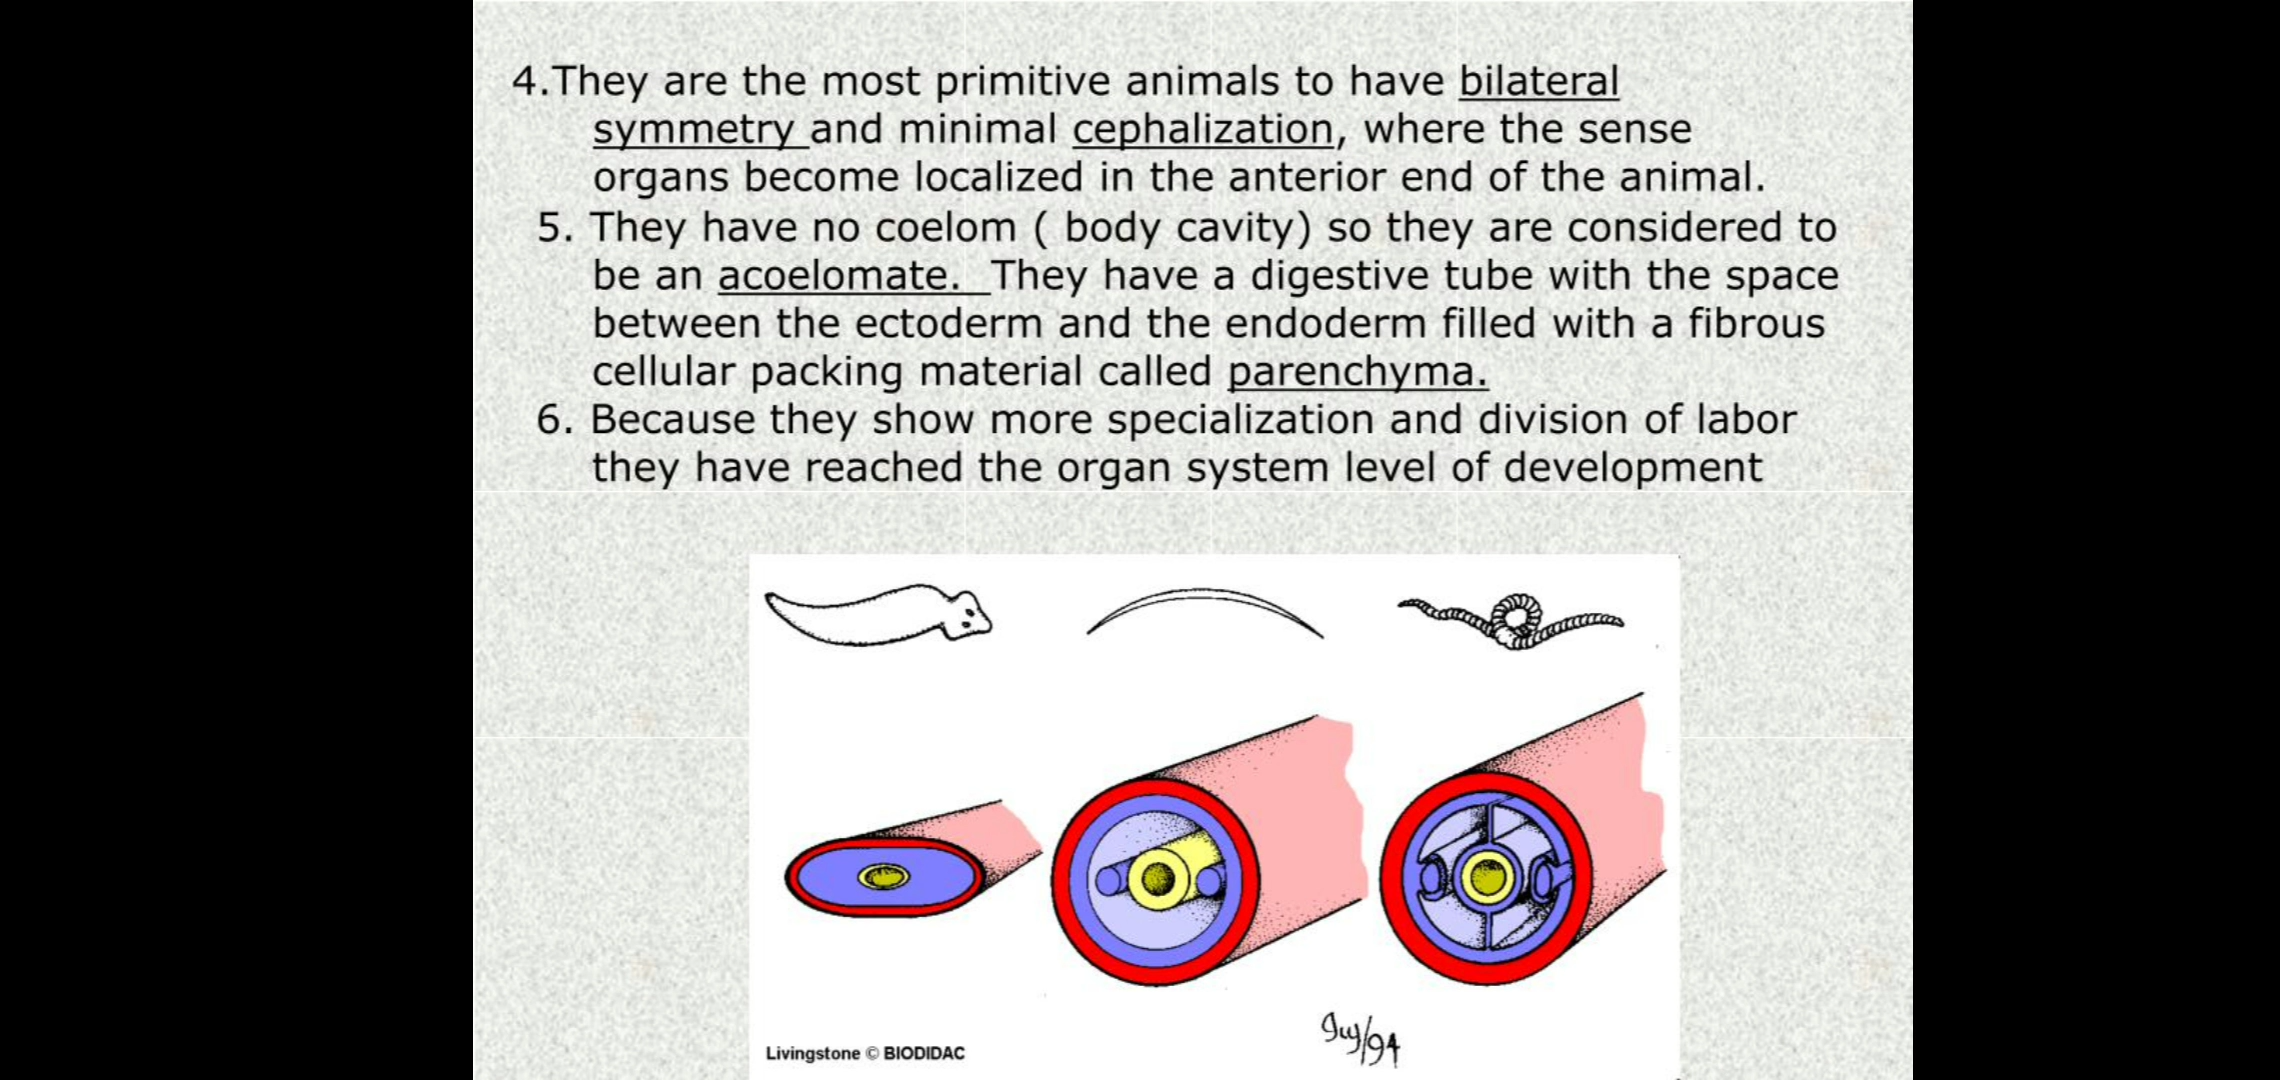 4.They are the most primitive animals to have bilateral
symmetry and minimal cephalization, where the sense
organs become localized in the anterior end of the animal.
5. They have no coelom ( body cavity) so they are considered to
be an acoelomate. They have a digestive tube with the space
between the ectoderm and the endoderm filled with a fibrous
cellular packing material called parenchyma.
6. Because they show more specialization and division of labor
they have reached the organ system level of development
Livingstone © BIODIDAC